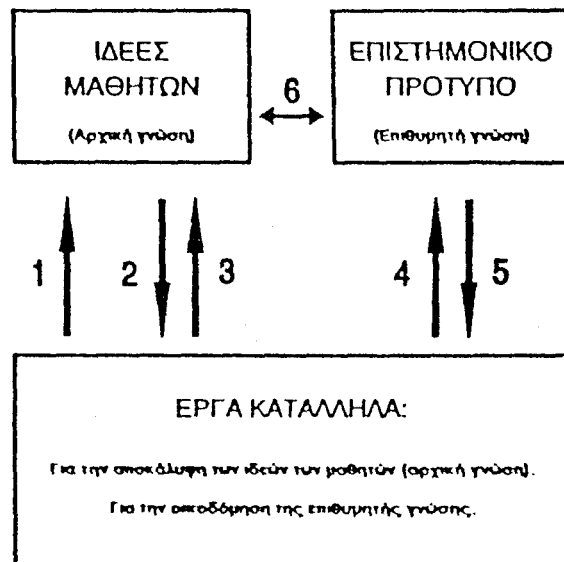 ΙΔΕΕΣ
ΜΑΘΗΤΩΝ
(Αρχική γνώση)
6
ΕΠΙΣΤΗΜΟΝΙΚΟ
ΠΡΟΤΥΠΟ
(Επιθυμητή γνώση)
1
2
3
4
5
ΕΡΓΑ ΚΑΤΑΛΛΗΛΑ:
Για την αποκάλυψη των ιδεών των μαθητών (αρχική γνώση).
Για την οικοδόμηση της επιθυμητής γνώσης.